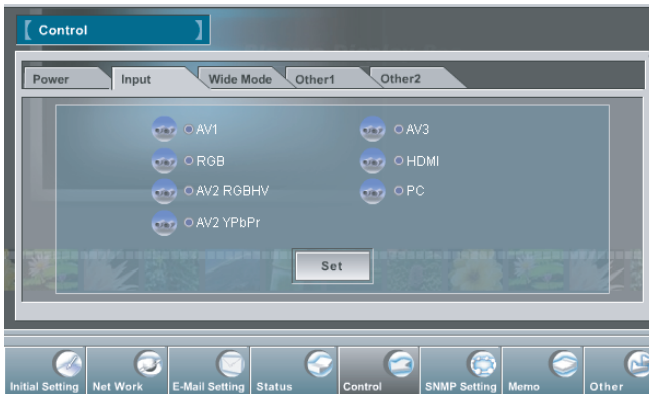 Control
Power Input Wide Mode Other1 Other2
AV1 AV3
RGB HDMI
AV2 RGBHV PC
AV2 YPbPr
Set
Initial Setting Net Work E-Mail Setting Status Control SNMP Setting Memo Other